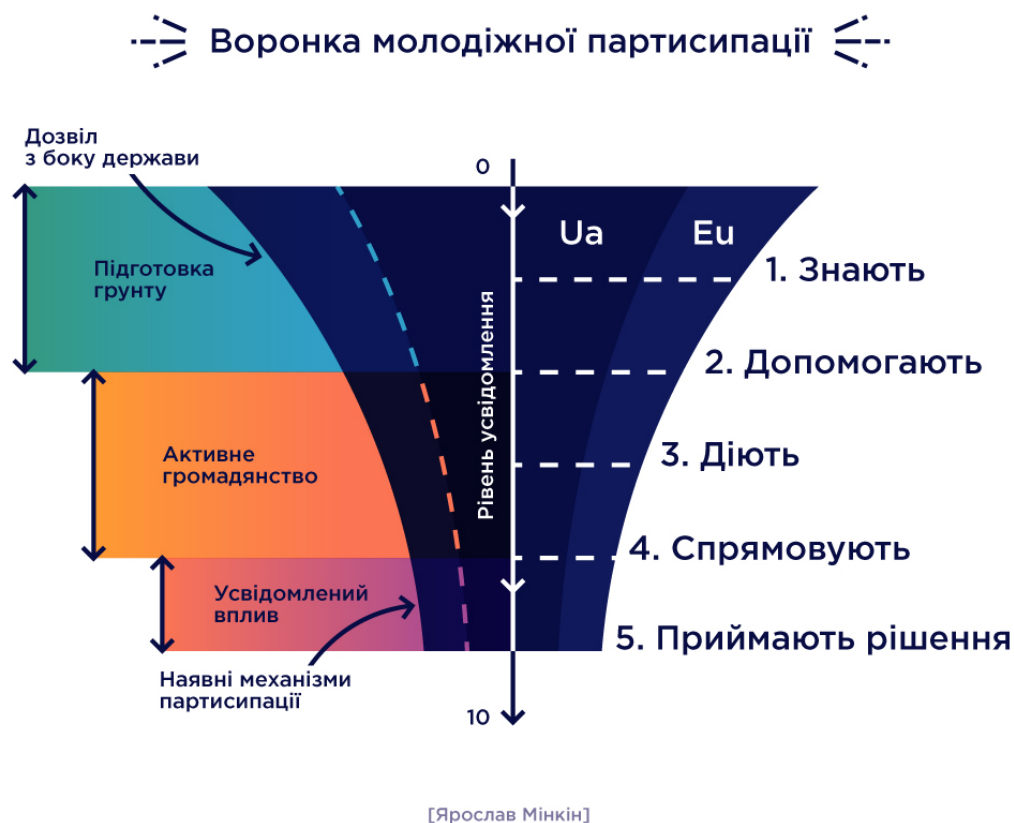 Воронка молодіжної партисипації
Дозвіл
з боку держави
0
Ua
Eu
1. Знають
Підготовка
грунту
2. Допомогають
Рівень усвідомлення
3. Діють
Активне
громадянство
4. Спрямовують
Усвідомлений
вплив
5. Приймають рішення
Наявні механізми
партисипації
10
[Ярослав Мінкін]